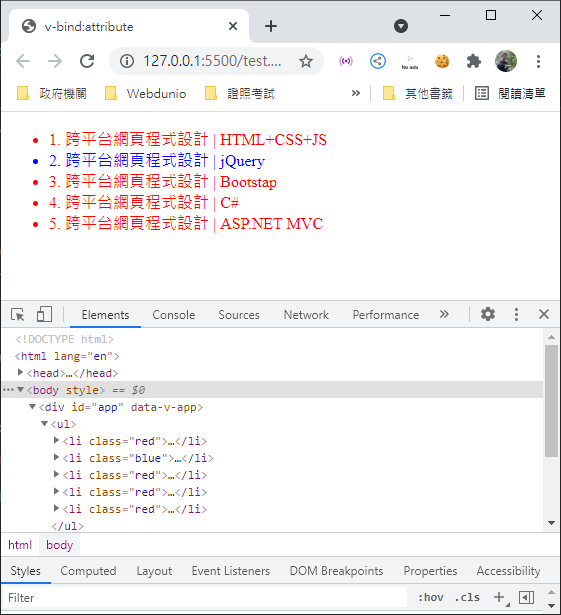 v-bind:attribute
127.0.0.1:5500/test....
No ads
政府機關 Webdunio 證照考試 » 其他書籤 閱讀清單
1. 跨平台網頁程式設計 | HTML+CSS+JS
2. 跨平台網頁程式設計 | jQuery
3. 跨平台網頁程式設計 | Bootstap
4. 跨平台網頁程式設計 | C#
5. 跨平台網頁程式設計 | ASP.NET MVC
Elements Console Sources Network Performance »
<!DOCTYPE html>
<html lang="en">
<head>…</head>
<body style> == $0
<div id="app" data-v-app>
<ul>
<li class="red">…</li>
<li class="blue">…</li>
<li class="red">…</li>
<li class="red">…</li>
<li class="red">…</li>
</ul>
html body
Styles Computed Layout Event Listeners DOM Breakpoints Properties Accessibility
Filter :hov .cls